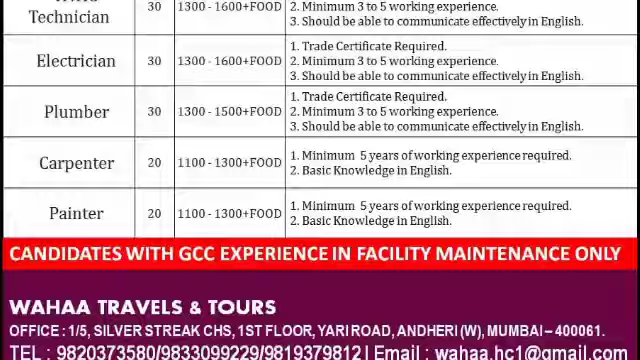 Technician 30 1300 - 1600+FOOD 2. Minimum 3 to 5 working experience.
3. Should be able to communicate effectively in English.
Electrician 30 1300 - 1600+FOOD 1. Trade Certificate Required.
2. Minimum 3 to 5 working experience.
3. Should be able to communicate effectively in English.
Plumber 30 1300 - 1500+FOOD 1. Trade Certificate Required.
2. Minimum 3 to 5 working experience.
3. Should be able to communicate effectively in English.
Carpenter 20 1100 - 1300+FOOD 1. Minimum 5 years of working experience required.
2. Basic Knowledge in English.
Painter 20 1100 - 1300+FOOD 1. Minimum 5 years of working experience required.
2. Basic Knowledge in English.
CANDIDATES WITH GCC EXPERIENCE IN FACILITY MAINTENANCE ONLY
WAHAA TRAVELS & TOURS
OFFICE : 1/5, SILVER STREAK CHS, 1ST FLOOR, YARI ROAD, ANDHERI (W), MUMBAI – 400061.
TEL : 9820373580/9833099229/9819379812 | Email : wahaa.hc1@gmail.com